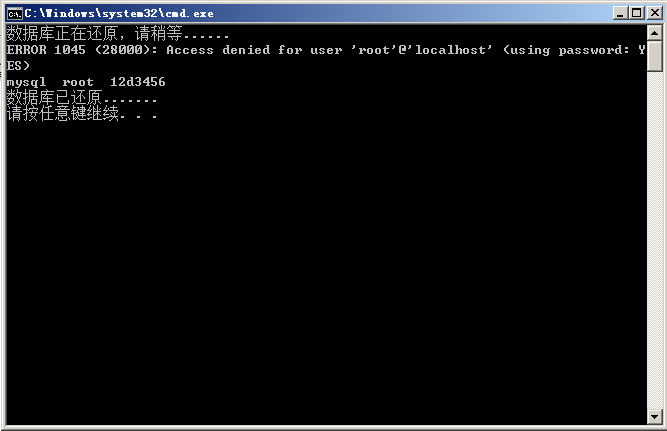 C:\Windows\system32\cmd.exe
数据库正在还原，请稍等......
ERROR 1045 (28000): Access denied for user 'root'@'localhost' (using password: Y
ES)
mysql  root  12d3456
数据库已还原.......
请按任意键继续. . .